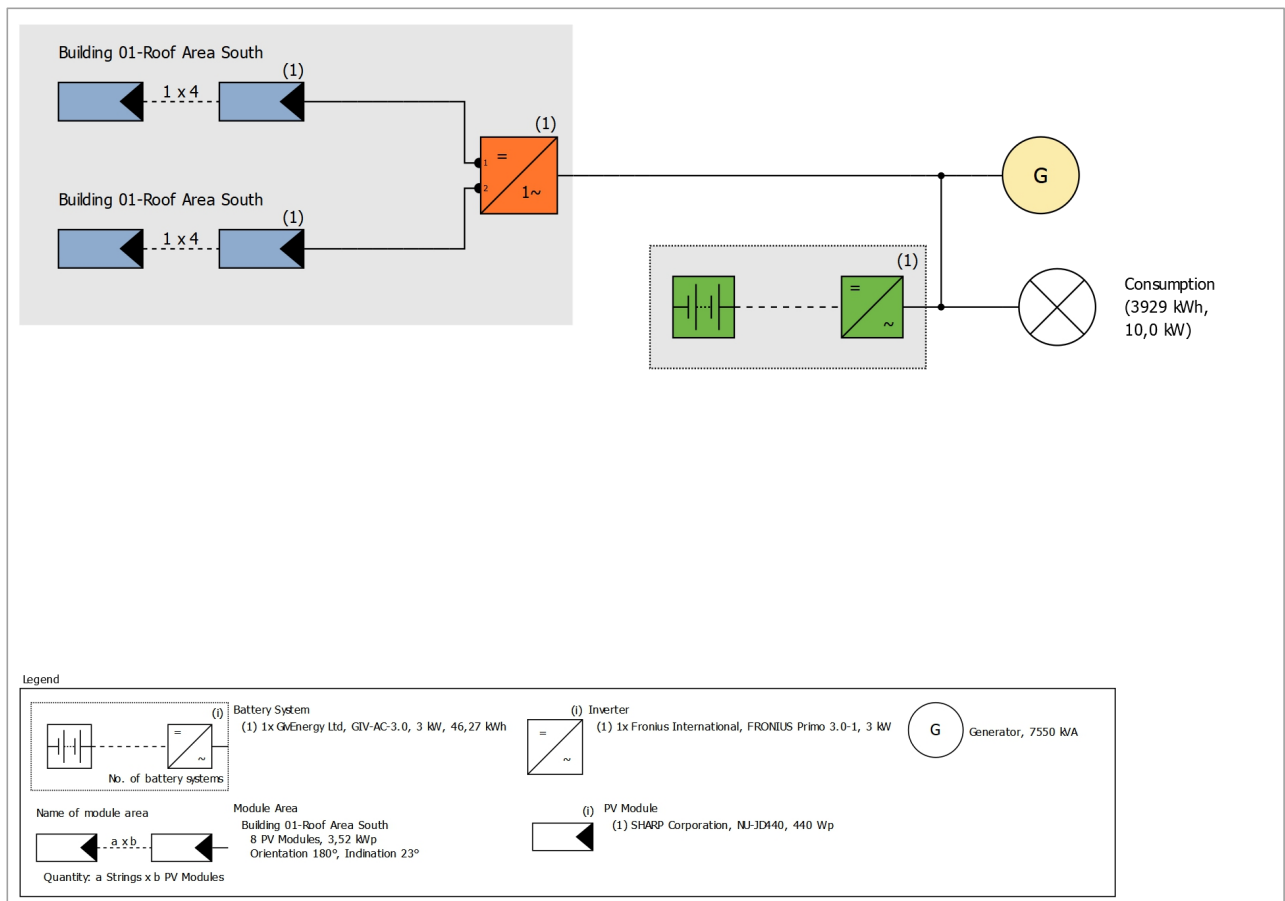 Building 01-Roof Area South
(1)
1 x 4
(1)
1
=
1~
2
Building 01-Roof Area South
(1)
1 x 4
G
(1)
=
~
Consumption
(3929 kWh,
10,0 kW)
Legend
(i)
=
~
No. of battery systems
Battery System
(1) 1x GivEnergy Ltd, GIV-AC-3.0, 3 kW, 46,27 kWh
(i)
=
~
Inverter
(1) 1x Fronius International, FRONIUS Primo 3.0-1, 3 kW
G
Generator, 7550 kVA
Name of module area
a x b
Quantity: a Strings x b PV Modules
Module Area
Building 01-Roof Area South
8 PV Modules, 3,52 kWp
Orientation 180°, Inclination 23°
(i)
PV Module
(1) SHARP Corporation, NU-JD440, 440 Wp